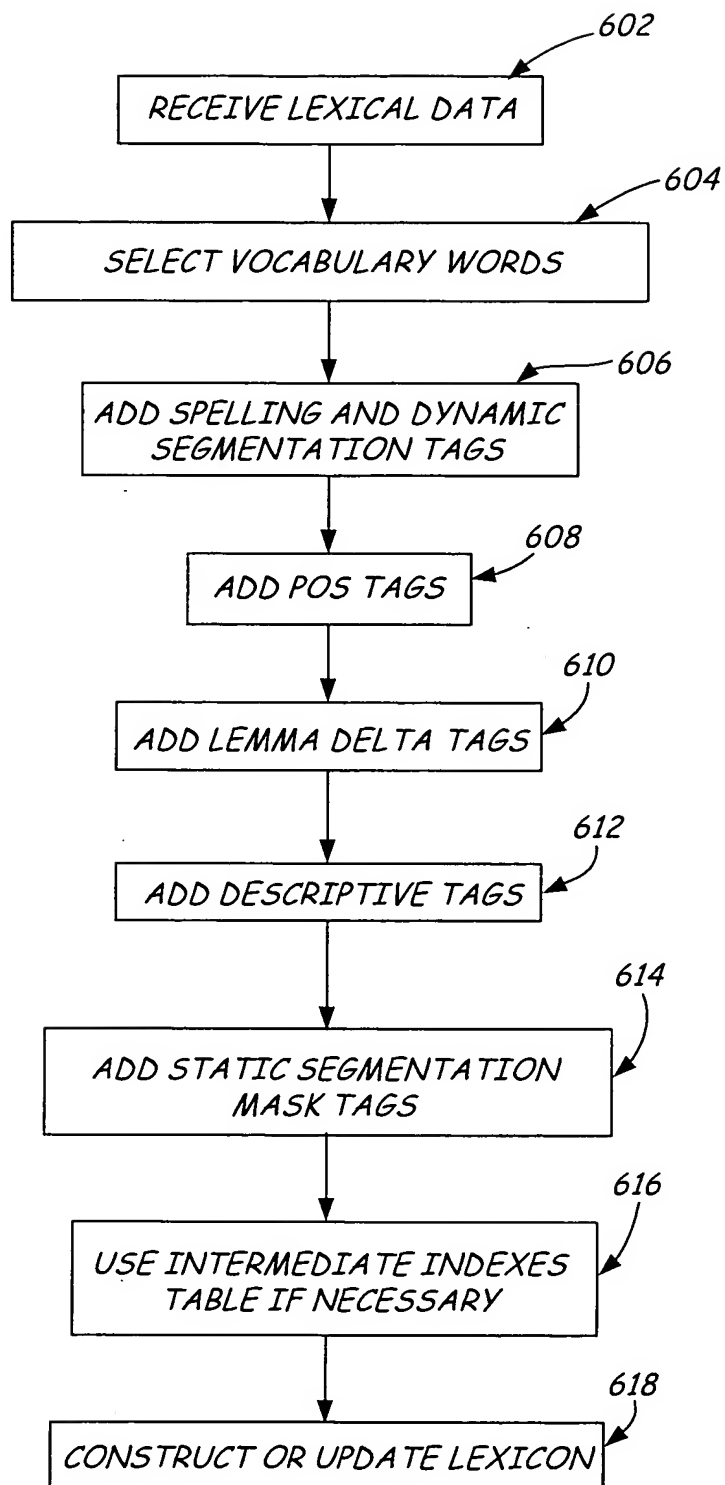 602
RECEIVE LEXICAL DATA
604
SELECT VOCABULARY WORDS
606
ADD SPELLING AND DYNAMIC
SEGMENTATION TAGS
608
ADD POS TAGS
610
ADD LEMMA DELTA TAGS
612
ADD DESCRIPTIVE TAGS
614
ADD STATIC SEGMENTATION
MASK TAGS
616
USE INTERMEDIATE INDEXES
TABLE IF NECESSARY
618
CONSTRUCT OR UPDATE LEXICON